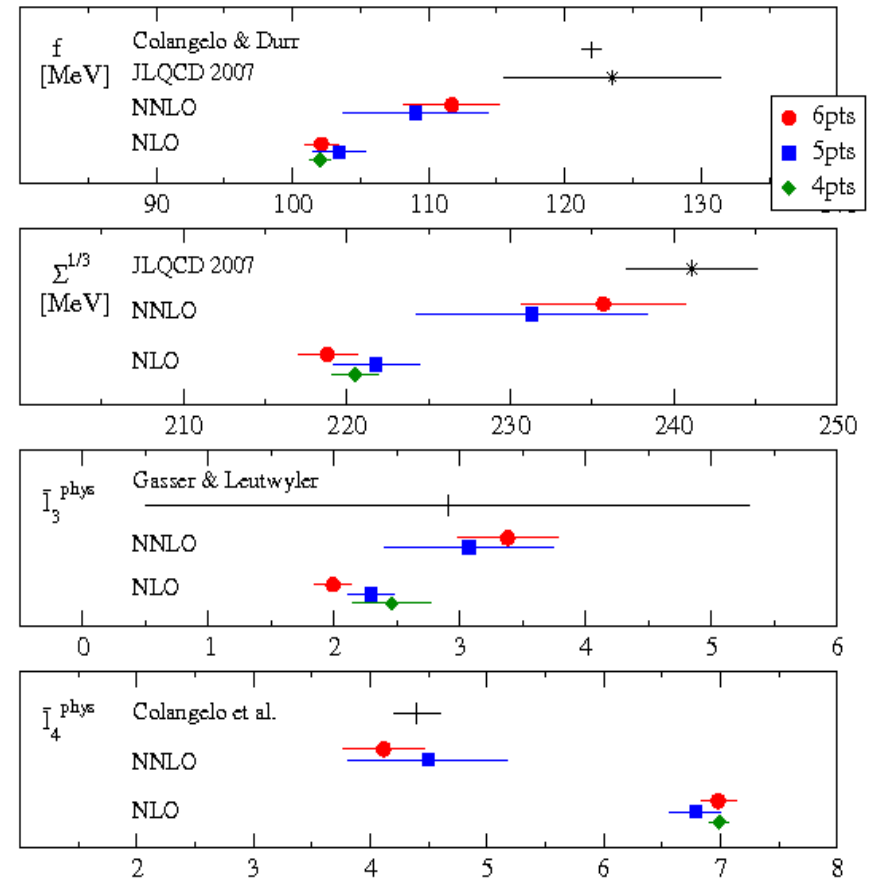 f
[MeV]
Colangelo & Durr
JLQCD 2007
NNLO
NLO
6pts
5pts
4pts
90 100 110 120 130
Σ^1/3
[MeV]
JLQCD 2007
NNLO
NLO
210 220 230 240 250
l̄₃^phys
Gasser & Leutwyler
NNLO
NLO
0 1 2 3 4 5 6
l̄₄^phys
Colangelo et al.
NNLO
NLO
2 3 4 5 6 7 8